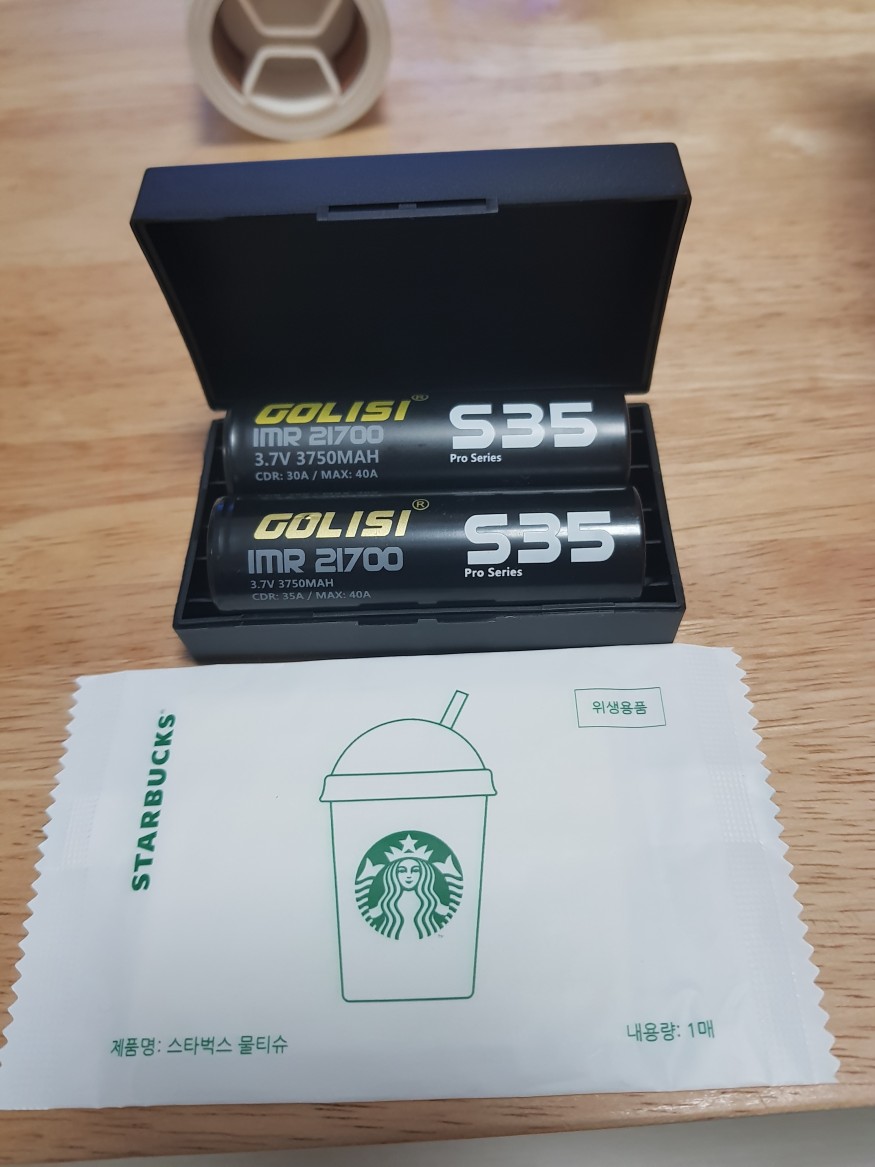 GOLISI®
IMR 21700
3.7V 3750MAH
CDR: 30A / MAX: 40A
S35
Pro Series
GOLISI®
IMR 21700
3.7V 3750MAH
CDR: 35A / MAX: 40A
S35
Pro Series
STARBUCKS®
위생용품
제품명: 스타벅스 물티슈
내용량: 1매